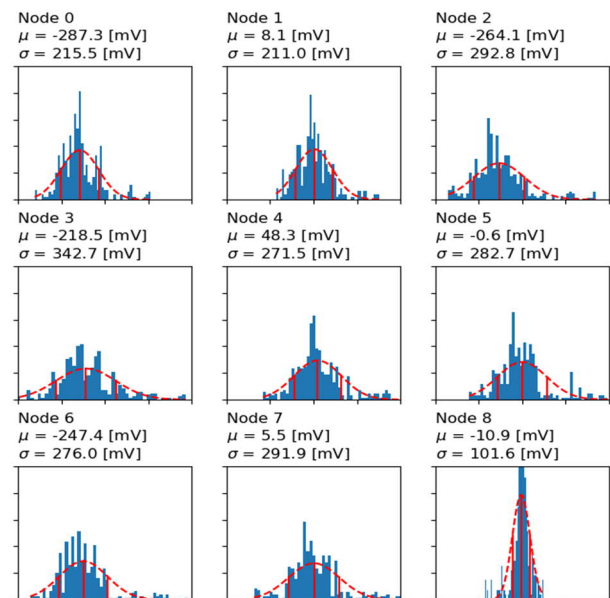 Node 0
μ = -287.3 [mV]
σ = 215.5 [mV]
Node 1
μ = 8.1 [mV]
σ = 211.0 [mV]
Node 2
μ = -264.1 [mV]
σ = 292.8 [mV]
Node 3
μ = -218.5 [mV]
σ = 342.7 [mV]
Node 4
μ = 48.3 [mV]
σ = 271.5 [mV]
Node 5
μ = -0.6 [mV]
σ = 282.7 [mV]
Node 6
μ = -247.4 [mV]
σ = 276.0 [mV]
Node 7
μ = 5.5 [mV]
σ = 291.9 [mV]
Node 8
μ = -10.9 [mV]
σ = 101.6 [mV]